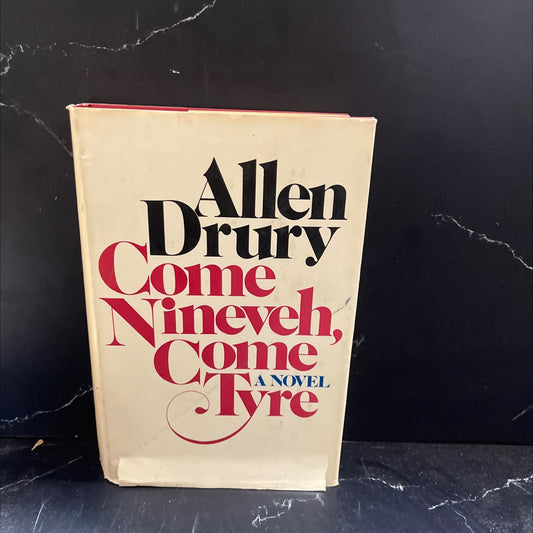 Allen
Drury
Come
Nineveh,
Come
A NOVEL
Tyre